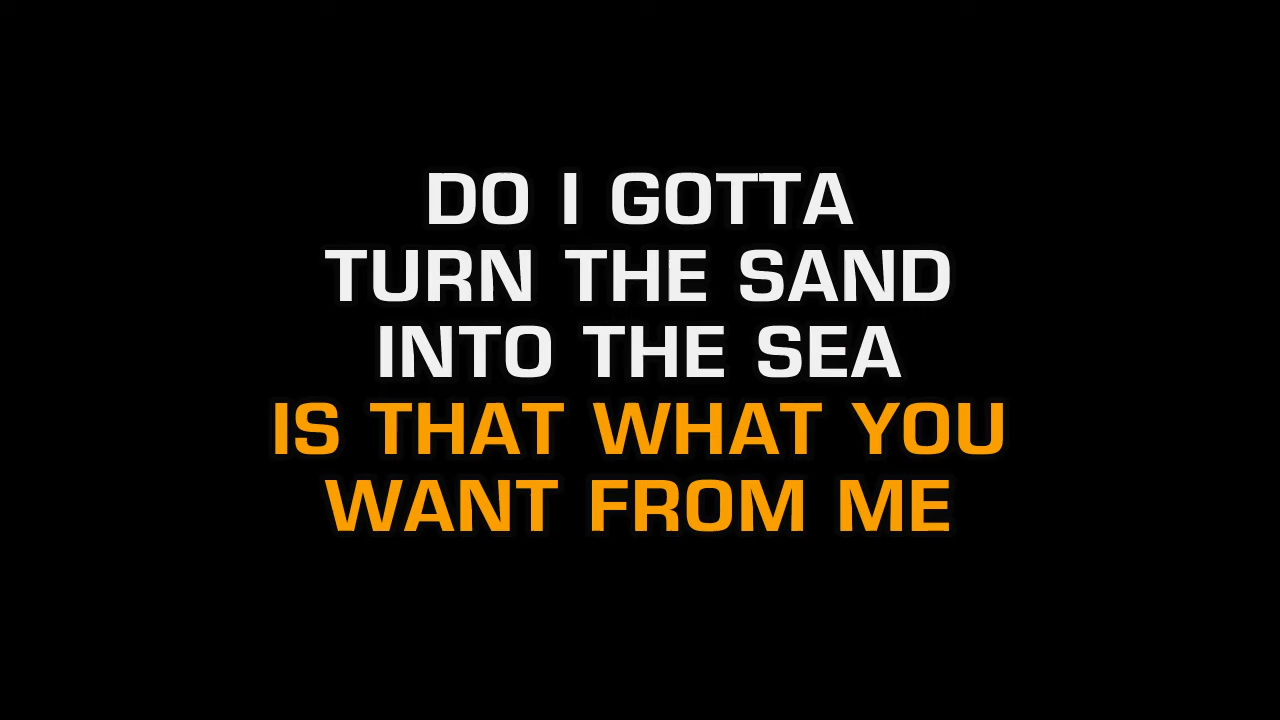 DO I GOTTA
TURN THE SAND
INTO THE SEA
IS THAT WHAT YOU
WANT FROM ME